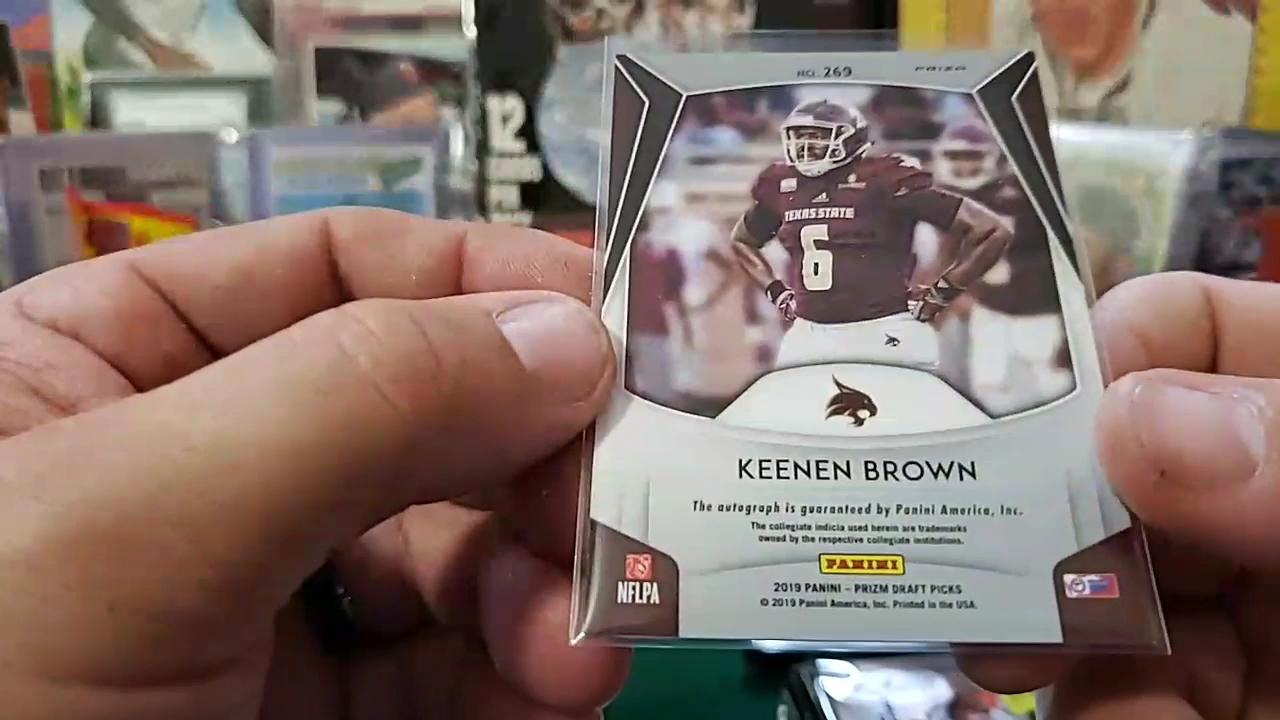 12
NO. 269
PRIZM
TEXAS STATE
6
KEENEN BROWN
The autograph is guaranteed by Panini America, Inc.
The collegiate indicia used herein are trademarks
owned by the respective collegiate institutions.
PANINI
NFLPA
2019 PANINI – PRIZM DRAFT PICKS
© 2019 Panini America, Inc. Printed in the USA.